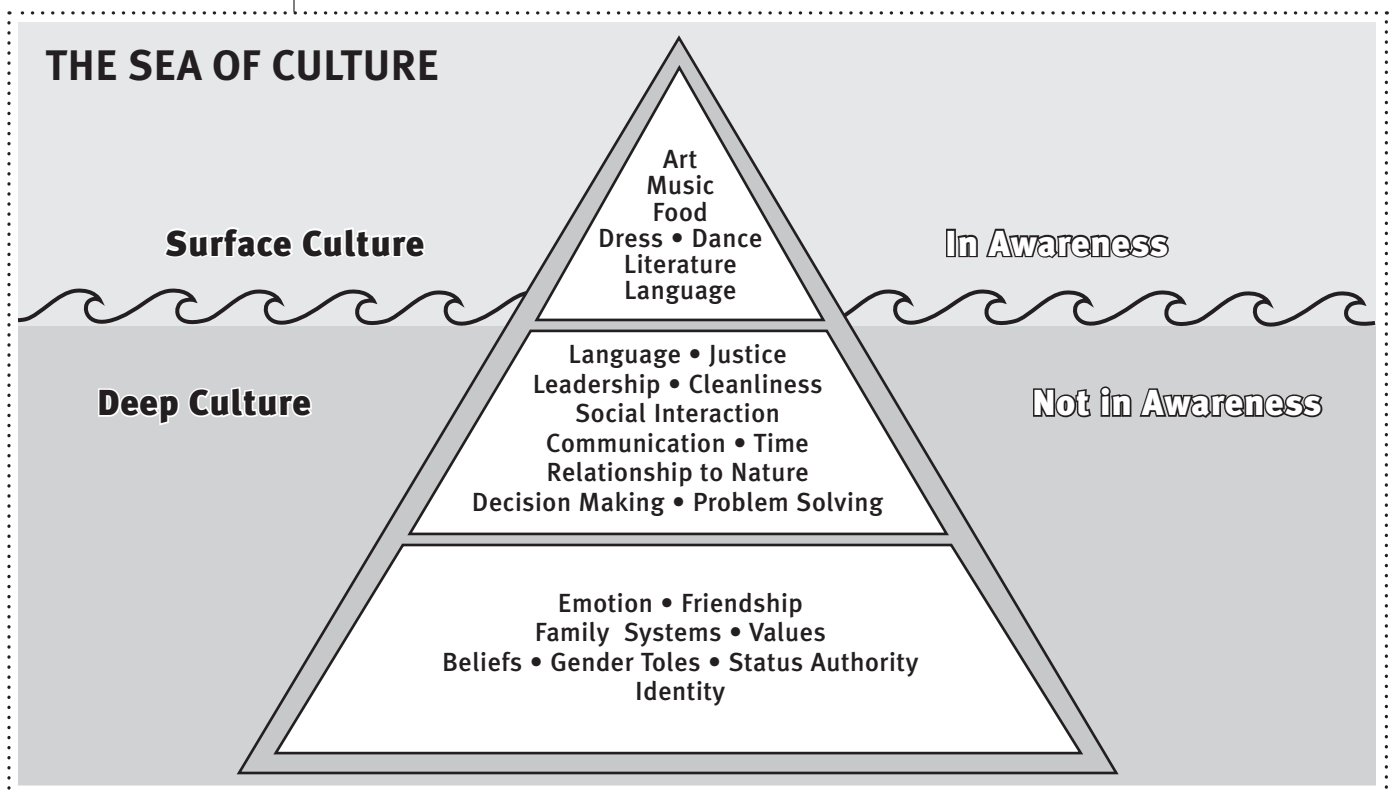 THE SEA OF CULTURE
Art
Music
Food
Dress • Dance
Literature
Language
Surface Culture
In Awareness
Language • Justice
Leadership • Cleanliness
Social Interaction
Communication • Time
Relationship to Nature
Decision Making • Problem Solving
Deep Culture
Not in Awareness
Emotion • Friendship
Family Systems • Values
Beliefs • Gender Toles • Status Authority
Identity